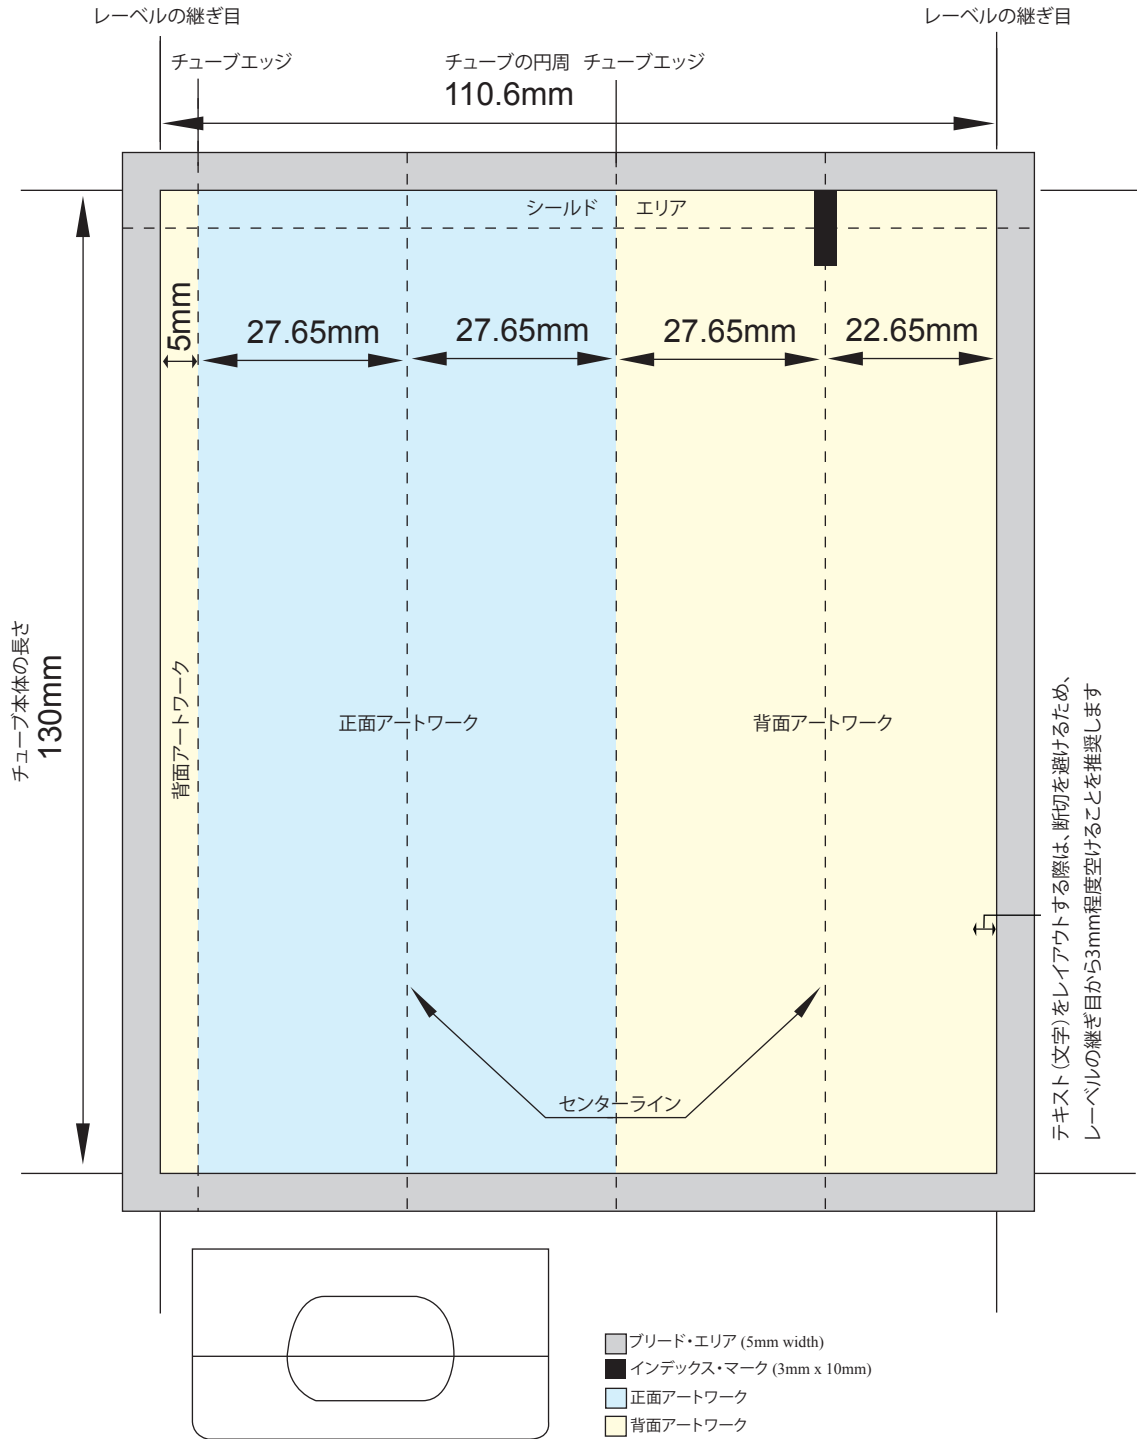 レーベルの継ぎ目
レーベルの継ぎ目
チューブエッジ
チューブの円周
チューブエッジ
110.6mm
シールド
エリア
5mm
27.65mm
27.65mm
27.65mm
22.65mm
チューブ本体の長さ
130mm
背面アートワーク
正面アートワーク
背面アートワーク
テキスト(文字)をレイアウトする際は、断切を避けるため、
レーベルの継ぎ目から3mm程度空けることを推奨します
センターライン
ブリード・エリア (5mm width)
インデックス・マーク (3mm x 10mm)
正面アートワーク
背面アートワーク